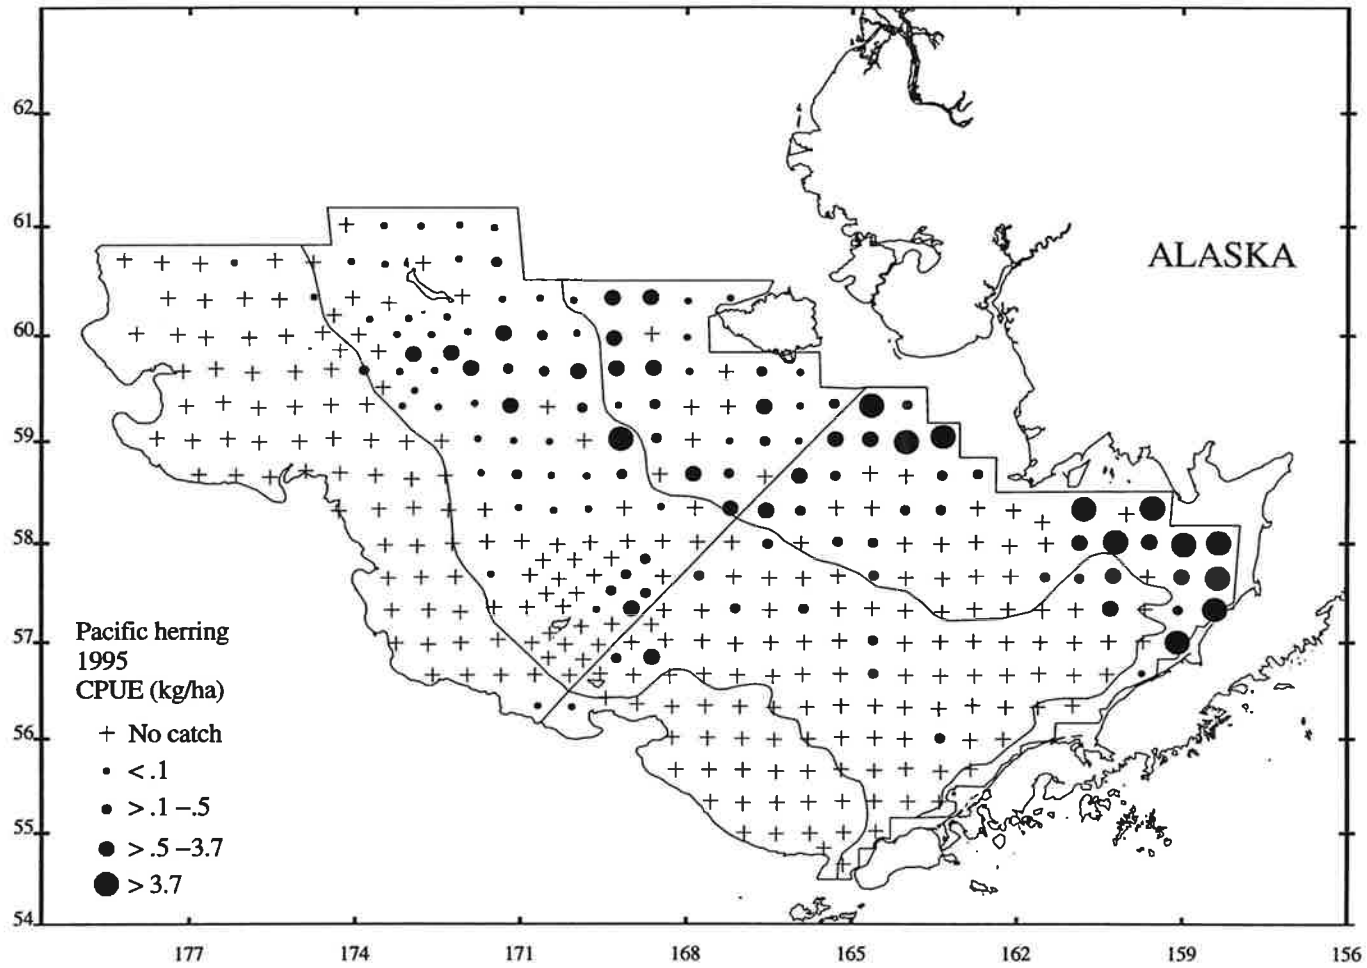 62
61
ALASKA
60
59
58
57
Pacific herring
1995
CPUE (kg/ha)
+ No catch
< .1
> .1 –.5
> .5 –3.7
> 3.7
56
55
54
177 174 171 168 165 162 159 156